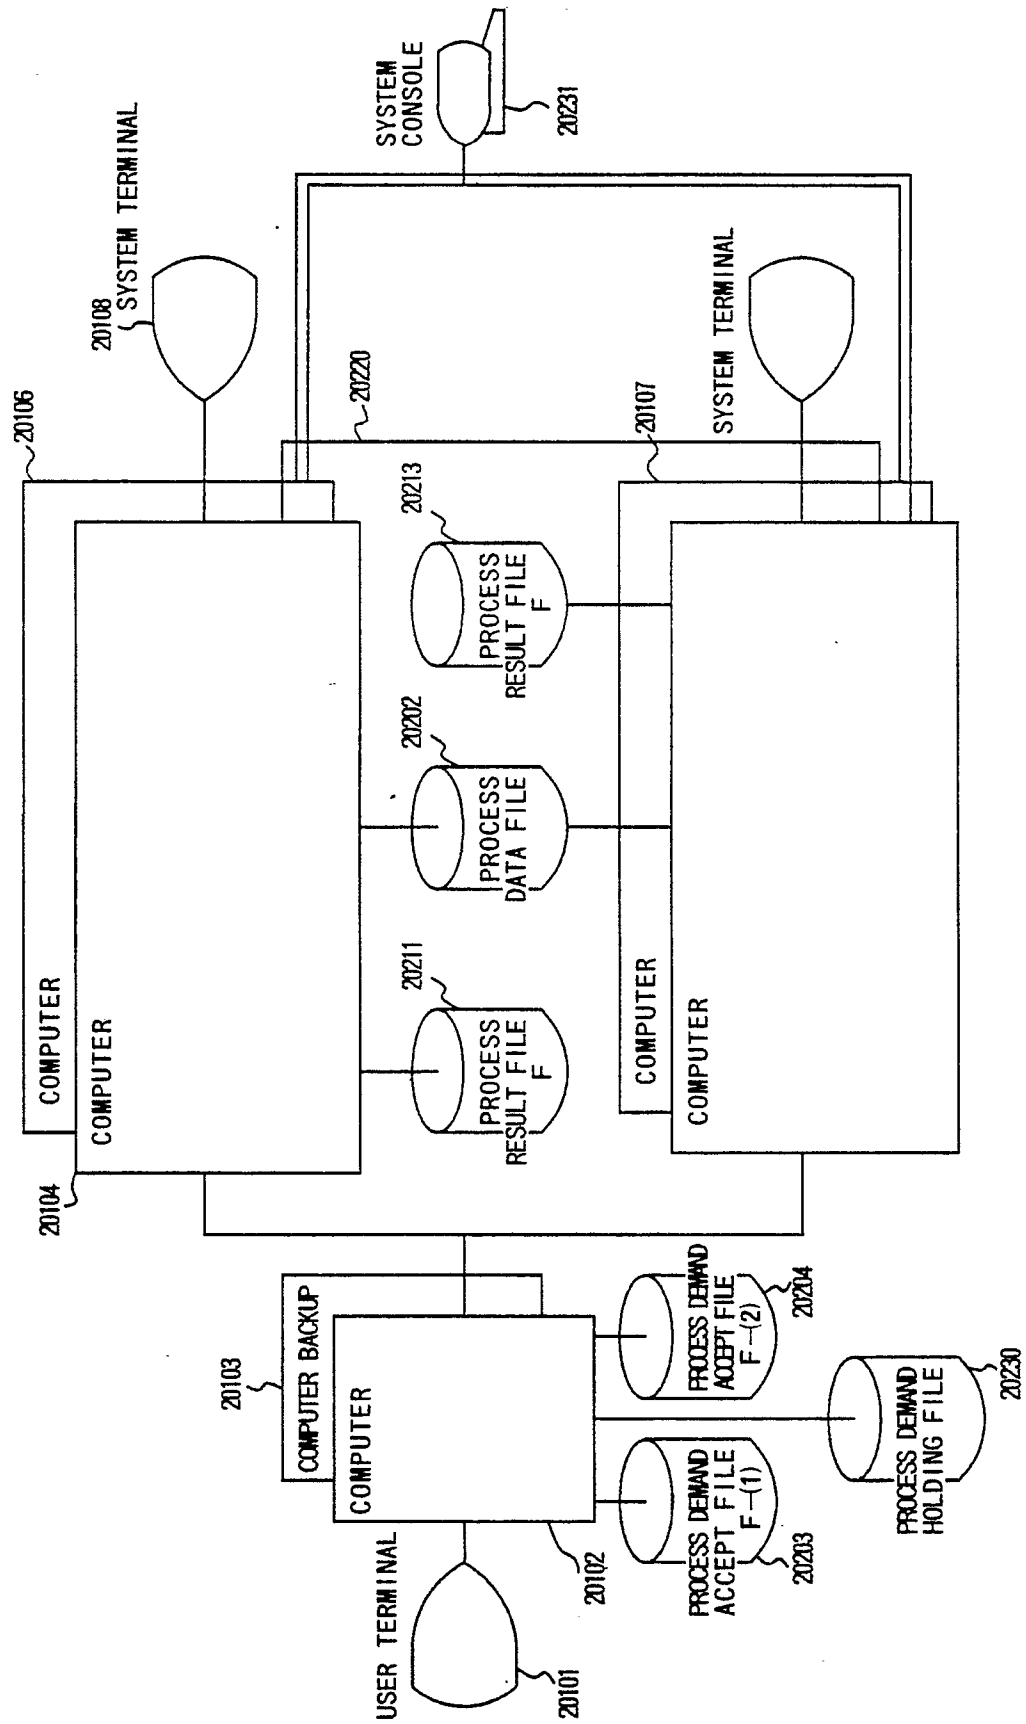 USER TERMINAL
20101
20102
COMPUTER
COMPUTER BACKUP
20103
PROCESS DEMAND
ACCEPT FILE
F—(1)
20203
PROCESS DEMAND
ACCEPT FILE
F—(2)
20204
PROCESS DEMAND
HOLDING FILE
20230
20104
COMPUTER
COMPUTER
20106
20108
SYSTEM TERMINAL
PROCESS
RESULT FILE
F
20211
PROCESS
DATA FILE
20202
PROCESS
RESULT FILE
F
20213
20220
COMPUTER
COMPUTER
20107
SYSTEM TERMINAL
SYSTEM
CONSOLE
20231